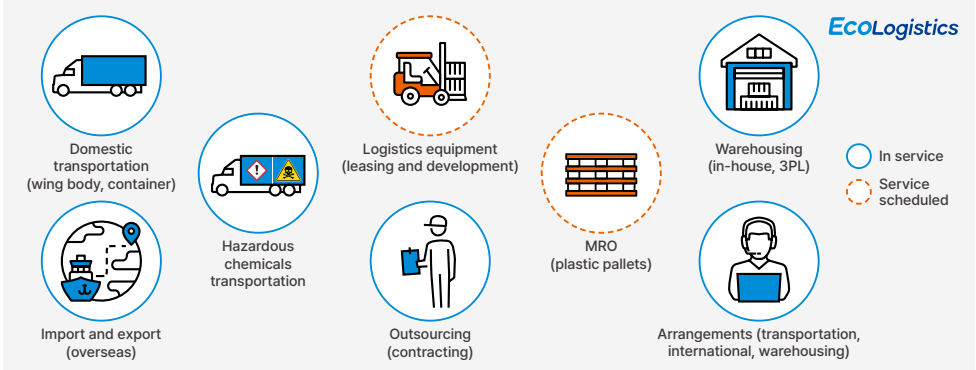 EcoLogistics
Domestic
transportation
(wing body, container)
Hazardous
chemicals
transportation
Import and export
(overseas)
Logistics equipment
(leasing and development)
Outsourcing
(contracting)
MRO
(plastic pallets)
Warehousing
(in-house, 3PL)
Arrangements (transportation,
international, warehousing)
In service
Service
scheduled